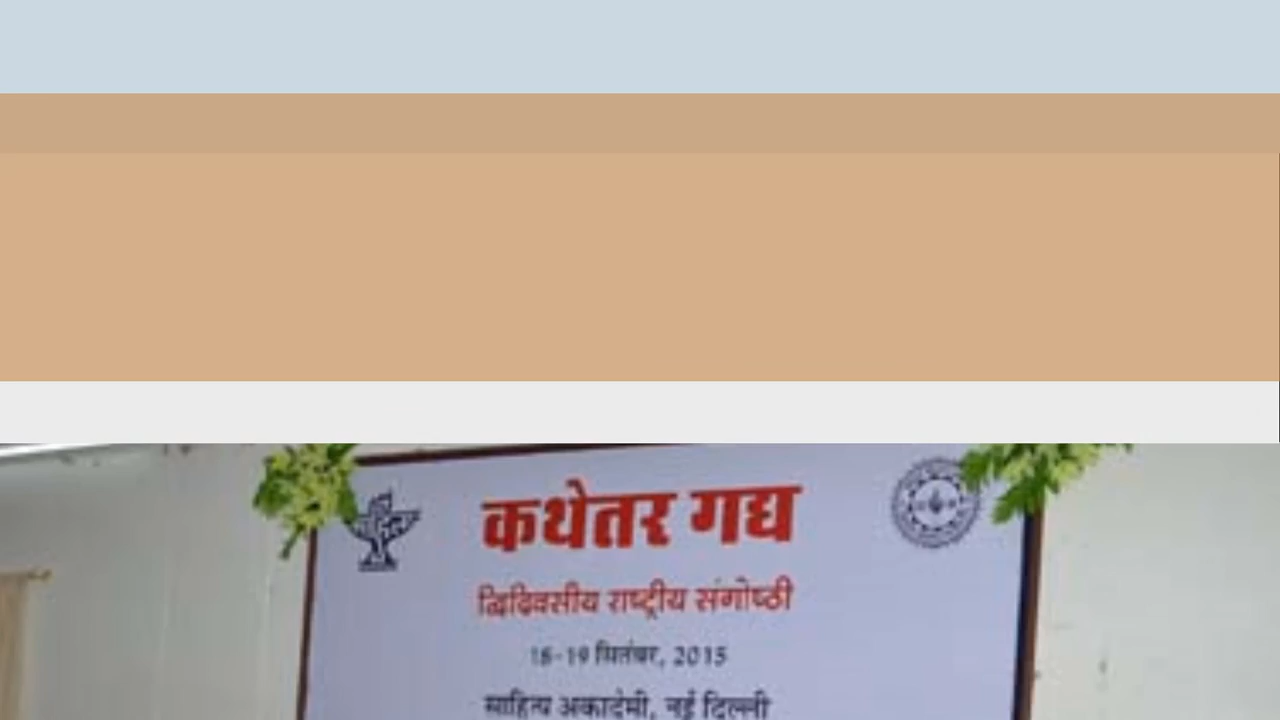 कथेतर गद्य
द्विदिवसीय राष्ट्रीय संगोष्ठी
18-19 सितंबर, 2015
साहित्य अकादेमी, नई दिल्ली